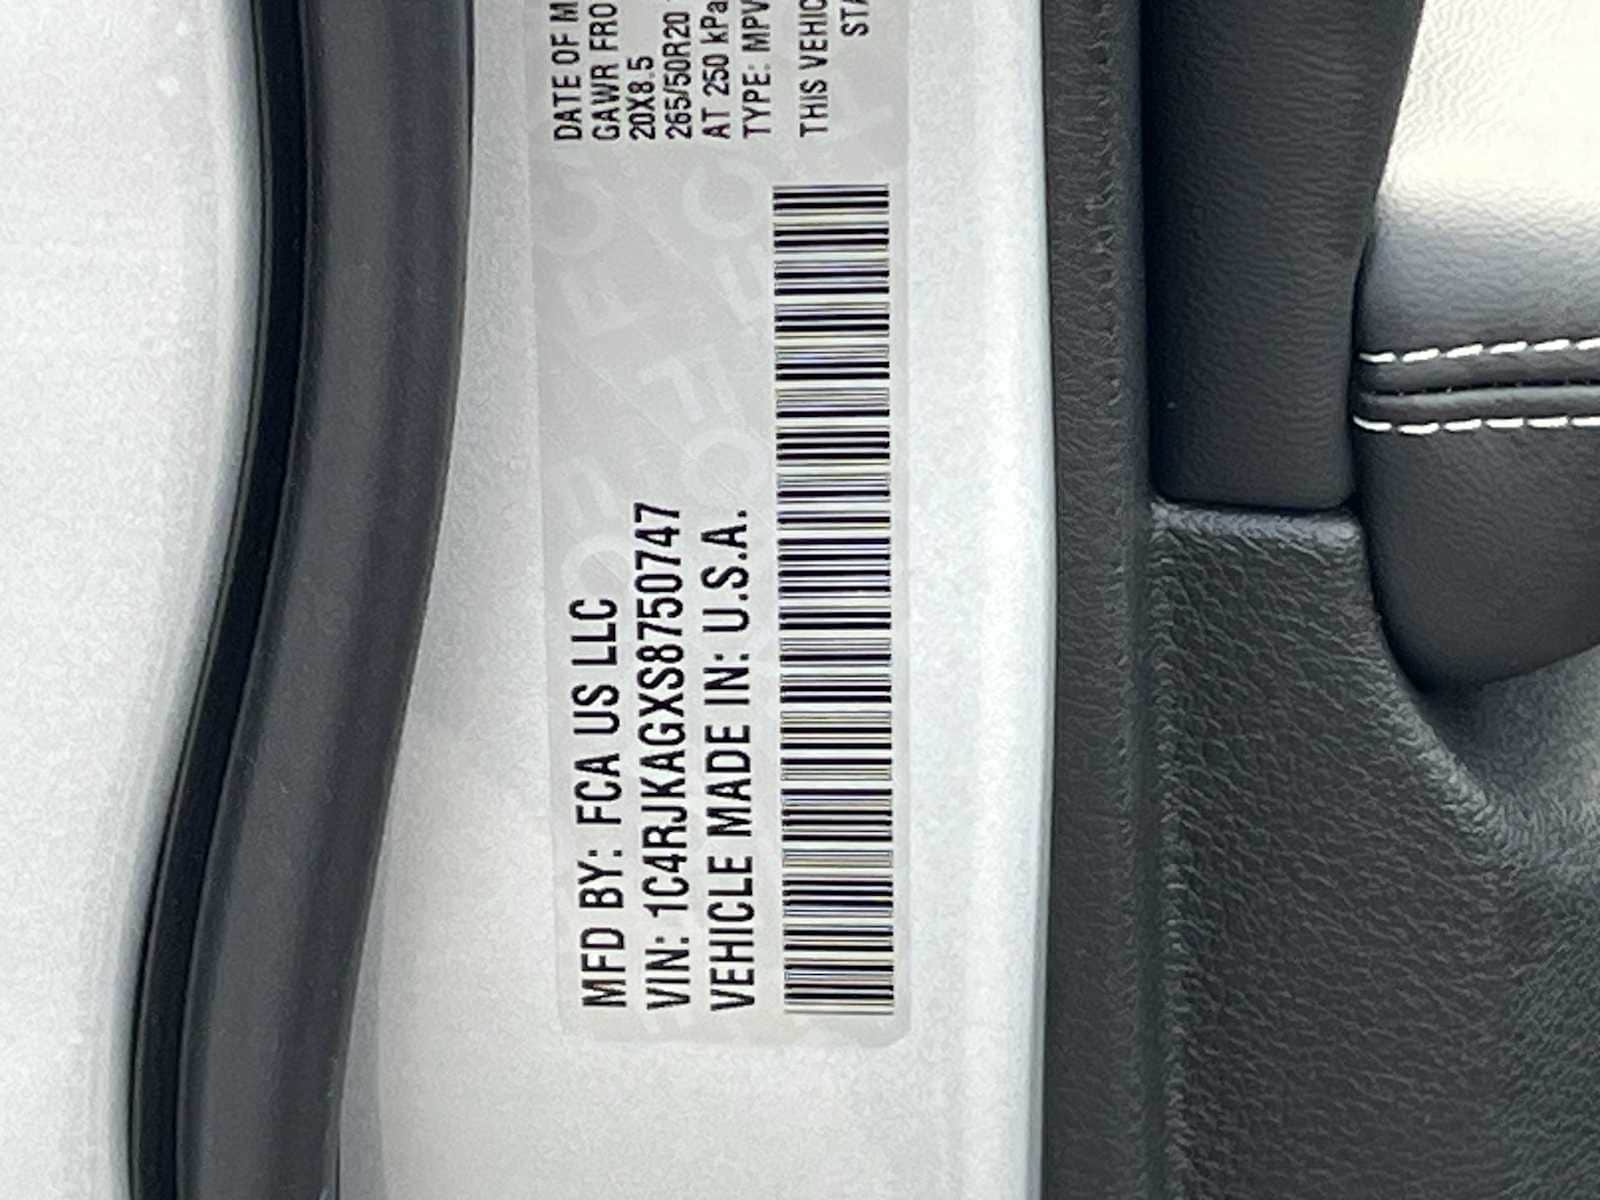 MFD BY: FCA US LLC
VIN: 1C4RJKAGXS8750747
VEHICLE MADE IN: U.S.A.
DATE OF M
GAWR FRO
20X8.5
265/50R20
AT 250 kPa
TYPE: MPV
THIS VEHIC
STA